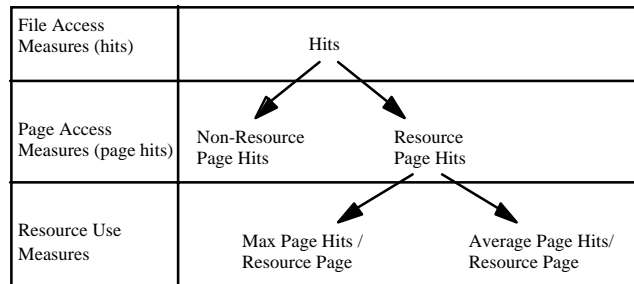 File Access
Measures (hits)
Hits
Page Access
Measures (page hits)
Non-Resource
Page Hits
Resource
Page Hits
Resource Use
Measures
Max Page Hits /
Resource Page
Average Page Hits/
Resource Page